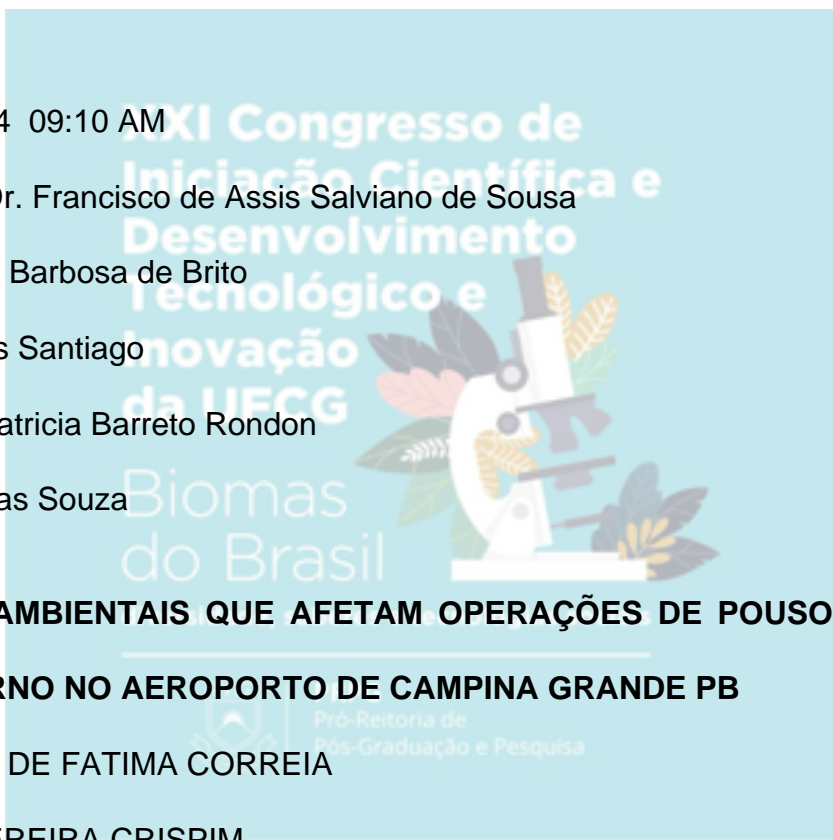 4 09:10 AM
XXI Congresso de
Iniciação Científica e
r. Francisco de Assis Salviano de Sousa
Desenvolvimento
Barbosa de Brito
Tecnológico e
s Santiago
Inovação
da UFCG
atricia Barreto Rondon
as Souza
Biomas
do Brasil
AMBIENTAIS QUE AFETAM OPERAÇÕES DE POUSO
RNO NO AEROPORTO DE CAMPINA GRANDE PB
Pró-Reitoria de
Pós-Graduação e Pesquisa
DE FATIMA CORREIA
EREIRA CRISPIM